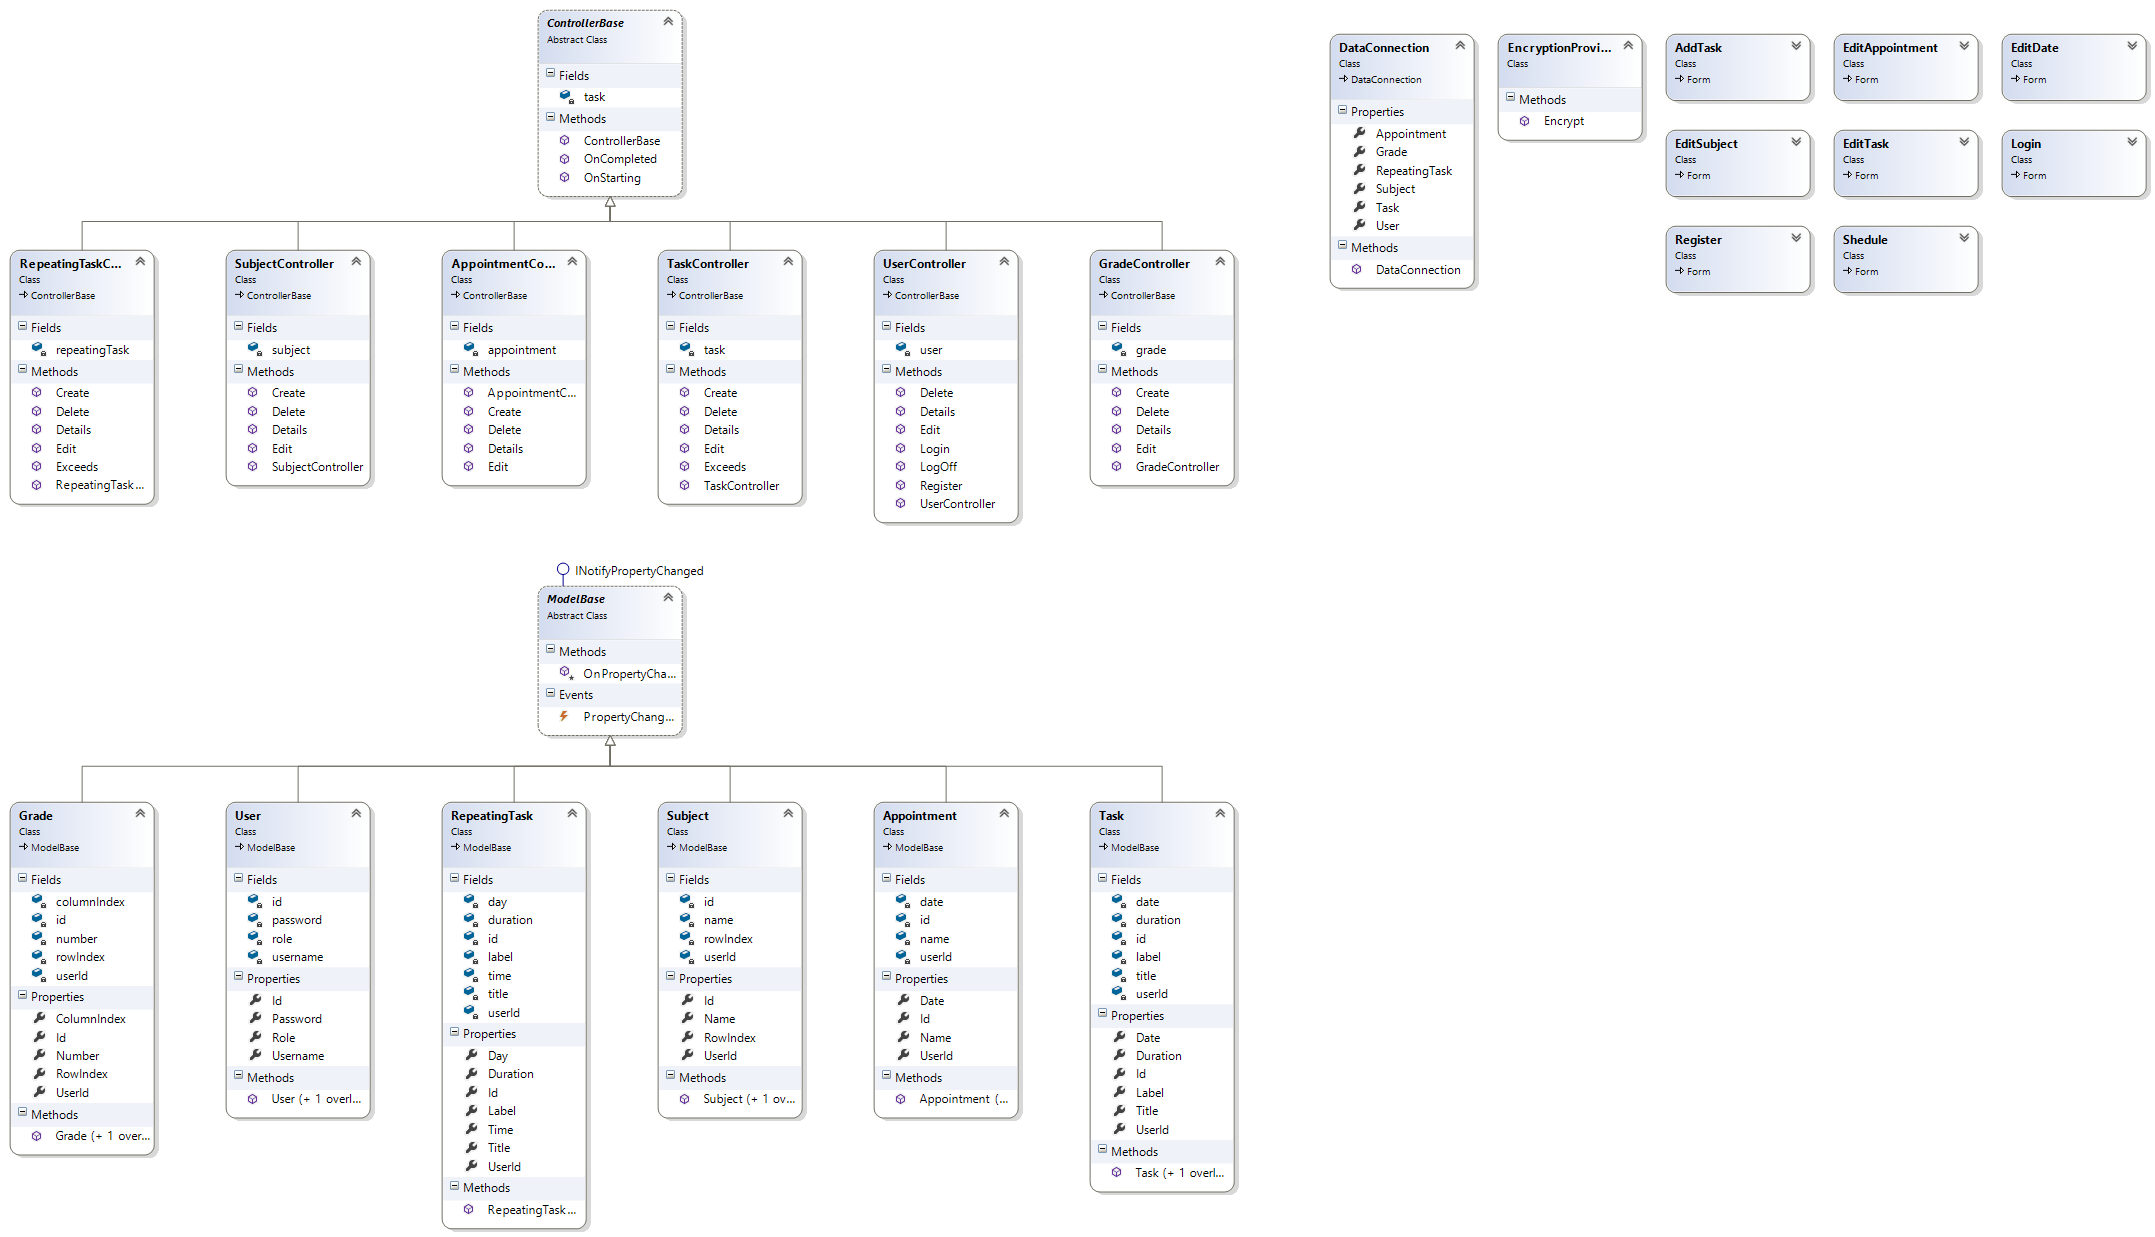 ControllerBase
Abstract Class
Fields
task
Methods
ControllerBase
OnCompleted
OnStarting
RepeatingTaskC...
Class
ControllerBase
Fields
repeatingTask
Methods
Create
Delete
Details
Edit
Exceeds
RepeatingTask...
SubjectController
Class
ControllerBase
Fields
subject
Methods
Create
Delete
Details
Edit
SubjectController
AppointmentCo...
Class
ControllerBase
Fields
appointment
Methods
AppointmentC...
Create
Delete
Details
Edit
TaskController
Class
ControllerBase
Fields
task
Methods
Create
Delete
Details
Edit
Exceeds
TaskController
UserController
Class
ControllerBase
Fields
user
Methods
Delete
Details
Edit
Login
LogOff
Register
UserController
GradeController
Class
ControllerBase
Fields
grade
Methods
Create
Delete
Details
Edit
GradeController
DataConnection
Class
DataConnection
Properties
Appointment
Grade
RepeatingTask
Subject
Task
User
Methods
DataConnection
EncryptionProvi...
Class
Methods
Encrypt
AddTask
Class
Form
EditAppointment
Class
Form
EditDate
Class
Form
EditSubject
Class
Form
EditTask
Class
Form
Login
Class
Form
Register
Class
Form
Shedule
Class
Form
INotifyPropertyChanged
ModelBase
Abstract Class
Methods
OnPropertyCha...
Events
PropertyChang...
Grade
Class
ModelBase
Fields
columnIndex
id
number
rowIndex
userId
Properties
ColumnIndex
Id
Number
RowIndex
UserId
Methods
Grade (+ 1 over...
User
Class
ModelBase
Fields
id
password
role
username
Properties
Id
Password
Role
Username
Methods
User (+ 1 overl...
RepeatingTask
Class
ModelBase
Fields
day
duration
id
label
time
title
userId
Properties
Day
Duration
Id
Label
Time
Title
UserId
Methods
RepeatingTask...
Subject
Class
ModelBase
Fields
id
name
rowIndex
userId
Properties
Id
Name
RowIndex
UserId
Methods
Subject (+ 1 ov...
Appointment
Class
ModelBase
Fields
date
id
name
userId
Properties
Date
Id
Name
UserId
Methods
Appointment (...
Task
Class
ModelBase
Fields
date
duration
id
label
title
userId
Properties
Date
Duration
Id
Label
Title
UserId
Methods
Task (+ 1 overl...